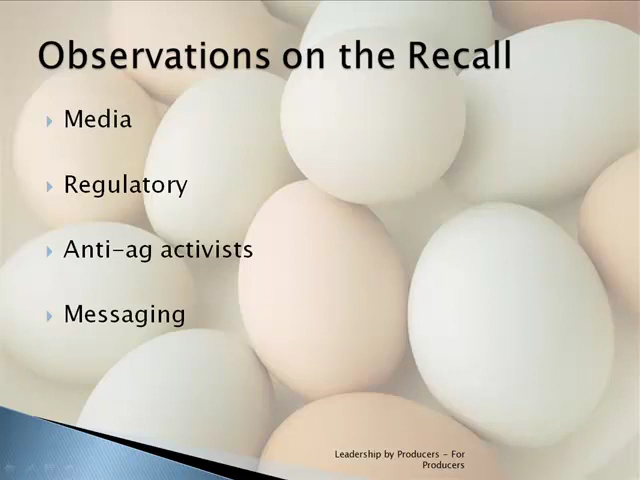 Observations on the Recall
Media
Regulatory
Anti-ag activists
Messaging
Leadership by Producers - For
Producers